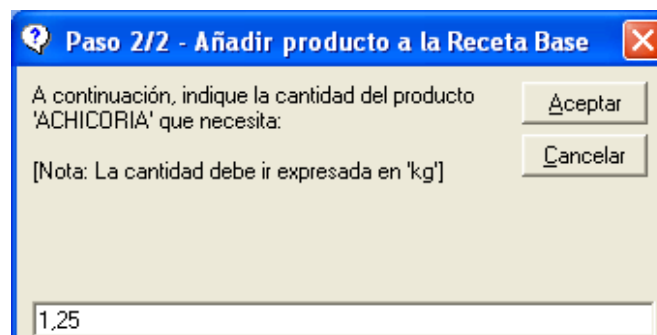 Paso 2/2 - Añadir producto a la Receta Base
A continuación, indique la cantidad del producto
'ACHICORIA' que necesita:
[Nota: La cantidad debe ir expresada en 'kg']
Aceptar
Cancelar
1,25